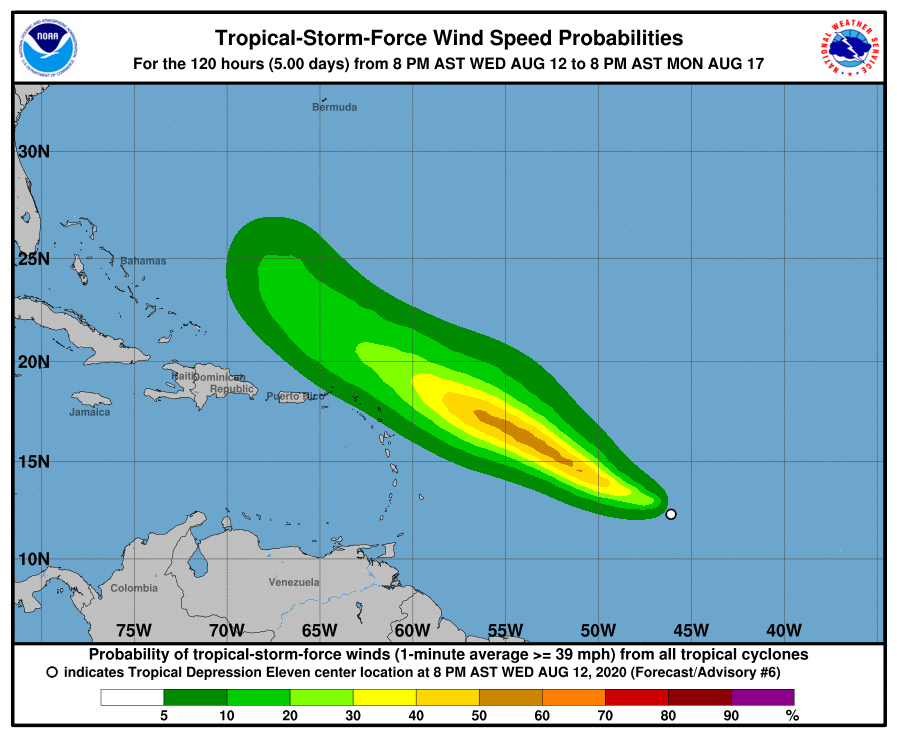 NOAA
Tropical-Storm-Force Wind Speed Probabilities
For the 120 hours (5.00 days) from 8 PM AST WED AUG 12 to 8 PM AST MON AUG 17
NATIONAL WEATHER SERVICE
Bermuda
30N
25N
Bahamas
20N
Haiti
Dominican
Republic
Puerto Rico
Jamaica
15N
10N
Colombia
Venezuela
75W 70W 65W 60W 55W 50W 45W 40W
Probability of tropical-storm-force winds (1-minute average >= 39 mph) from all tropical cyclones
indicates Tropical Depression Eleven center location at 8 PM AST WED AUG 12, 2020 (Forecast/Advisory #6)
5 10 20 30 40 50 60 70 80 90 %